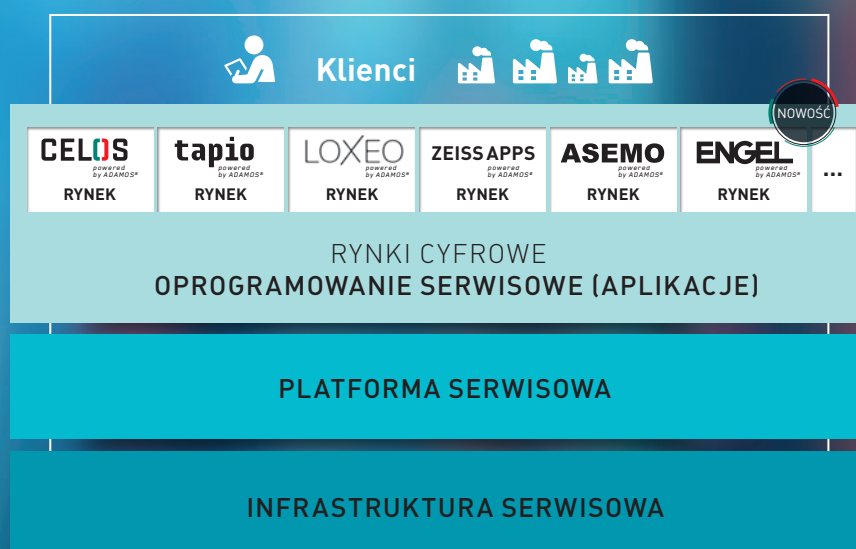 Klienci
NOWOŚĆ
CELOS
powered
by ADAMOS®
RYNEK
tapio
powered
by ADAMOS®
RYNEK
LOXEO
powered
by ADAMOS®
RYNEK
ZEISS APPS
powered
by ADAMOS®
RYNEK
ASEMO
powered
by ADAMOS®
RYNEK
ENGEL
powered
by ADAMOS®
RYNEK
...
RYNKI CYFROWE
OPROGRAMOWANIE SERWISOWE (APLIKACJE)
PLATFORMA SERWISOWA
INFRASTRUKTURA SERWISOWA